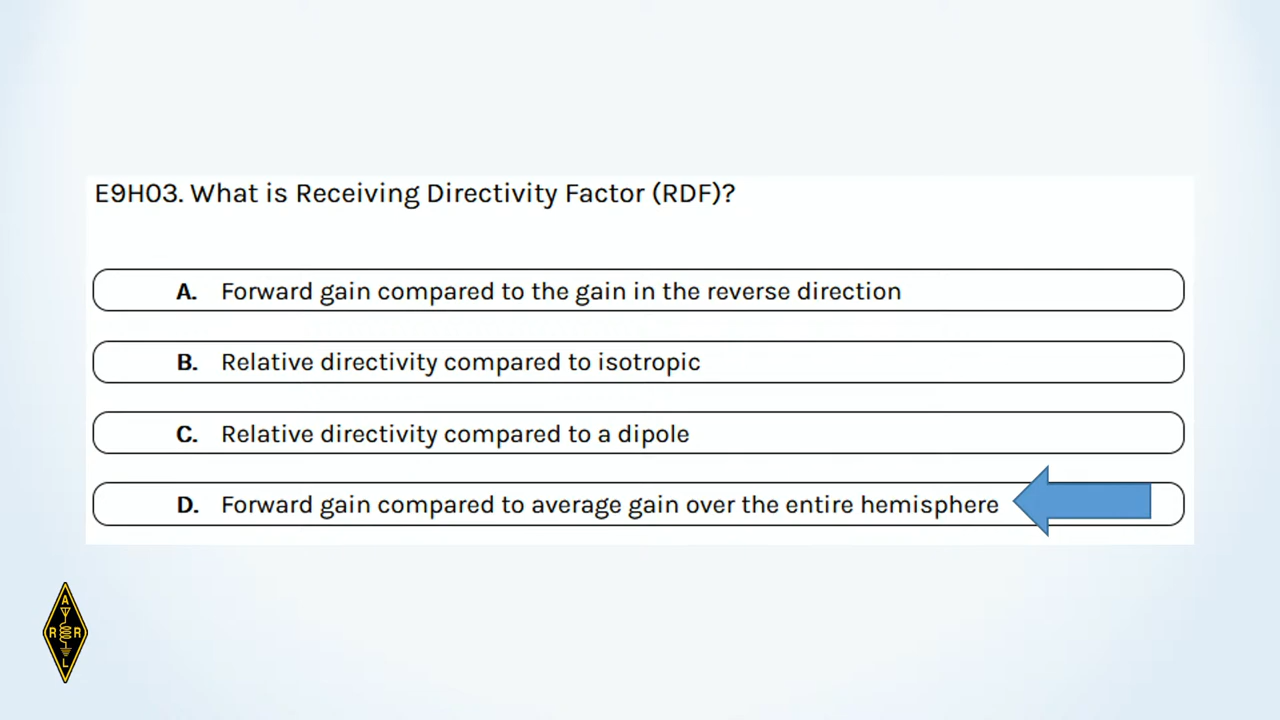 E9H03. What is Receiving Directivity Factor (RDF)?
A. Forward gain compared to the gain in the reverse direction
B. Relative directivity compared to isotropic
C. Relative directivity compared to a dipole
D. Forward gain compared to average gain over the entire hemisphere
A
R R
L